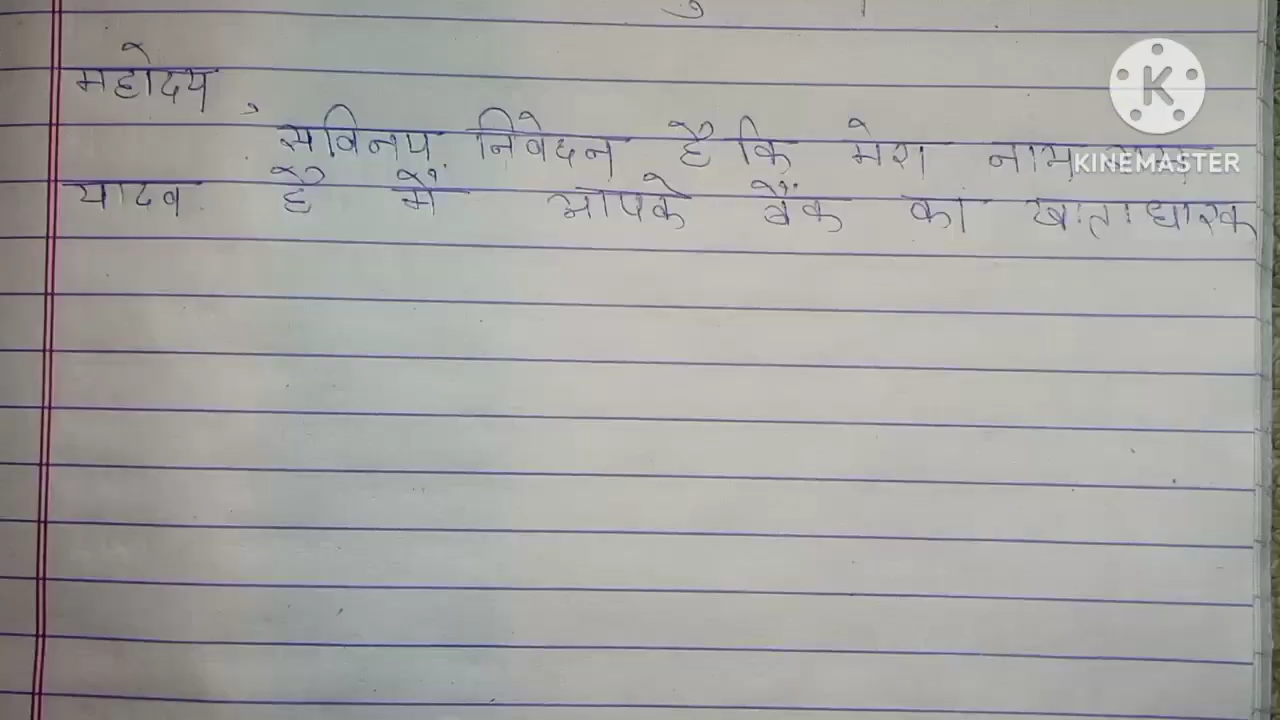 K
KINEMASTER
महोदय,
सविनय निवेदन है कि मेरा नाम
यादव है मैं आपके बैंक का खाताधारक